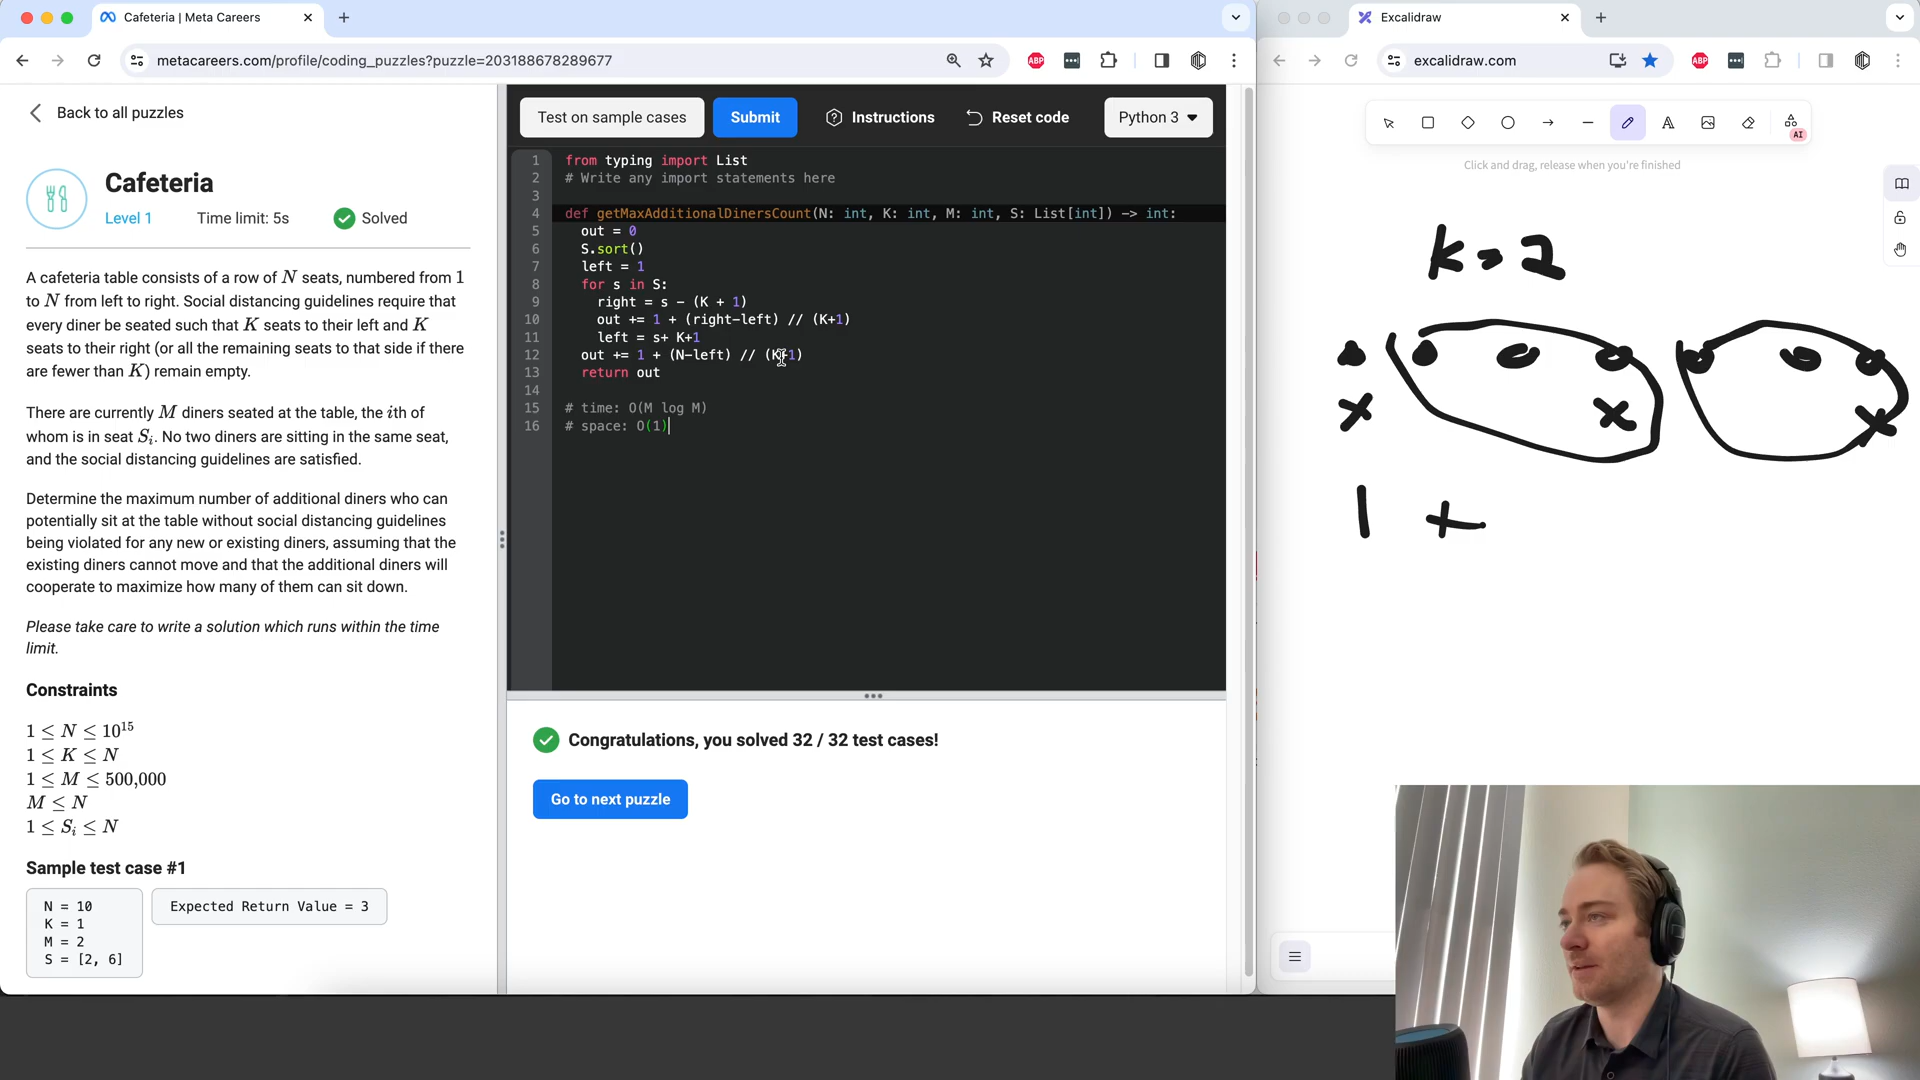 Cafeteria | Meta Careers
Excalidraw
metacareers.com/profile/coding_puzzles?puzzle=203188678289677
ABP
excalidraw.com
ABP
Back to all puzzles
Test on sample cases
Submit
Instructions
Reset code
Python 3
AI
Click and drag, release when you're finished
Cafeteria
Level 1
Time limit: 5s
Solved
A cafeteria table consists of a row of N seats, numbered from 1
to N from left to right. Social distancing guidelines require that
every diner be seated such that K seats to their left and K
seats to their right (or all the remaining seats to that side if there
are fewer than K) remain empty.
There are currently M diners seated at the table, the ith of
whom is in seat Sᵢ. No two diners are sitting in the same seat,
and the social distancing guidelines are satisfied.
Determine the maximum number of additional diners who can
potentially sit at the table without social distancing guidelines
being violated for any new or existing diners, assuming that the
existing diners cannot move and that the additional diners will
cooperate to maximize how many of them can sit down.
Please take care to write a solution which runs within the time
limit.
Constraints
1 ≤ N ≤ 10¹⁵
1 ≤ K ≤ N
1 ≤ M ≤ 500,000
M ≤ N
1 ≤ Sᵢ ≤ N
Sample test case #1
N = 10
K = 1
M = 2
S = [2, 6]
Expected Return Value = 3
1 from typing import List
2 # Write any import statements here
3
4 def getMaxAdditionalDinersCount(N: int, K: int, M: int, S: List[int]) -> int:
5 out = 0
6 S.sort()
7 left = 1
8 for s in S:
9 right = s - (K + 1)
10 out += 1 + (right-left) // (K+1)
11 left = s+ K+1
12 out += 1 + (N-left) // (K+1)
13 return out
14
15 # time: O(M log M)
16 # space: O(1)
Congratulations, you solved 32 / 32 test cases!
Go to next puzzle
K = 2
X X X
1 +